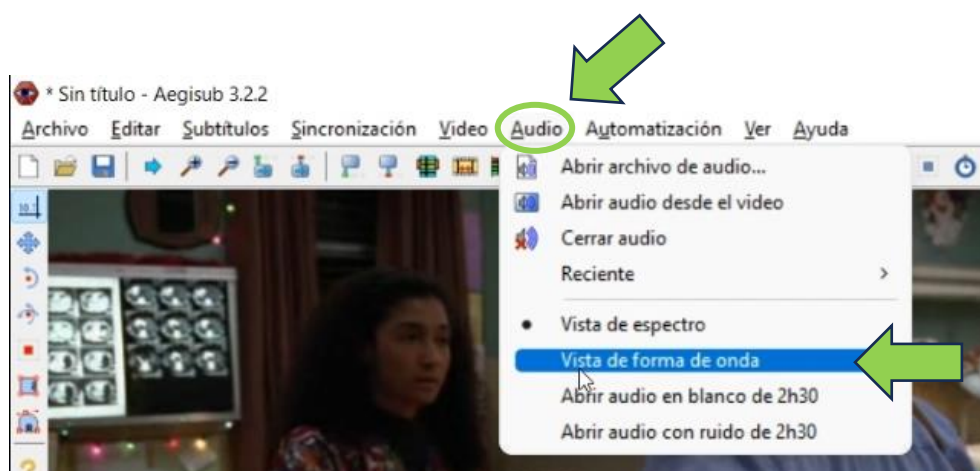 * Sin título - Aegisub 3.2.2
Archivo Editar Subtítulos Sincronización Video Audio Automatización Ver Ayuda
Abrir archivo de audio...
Abrir audio desde el video
Cerrar audio
Reciente >
Vista de espectro
Vista de forma de onda
Abrir audio en blanco de 2h30
Abrir audio con ruido de 2h30